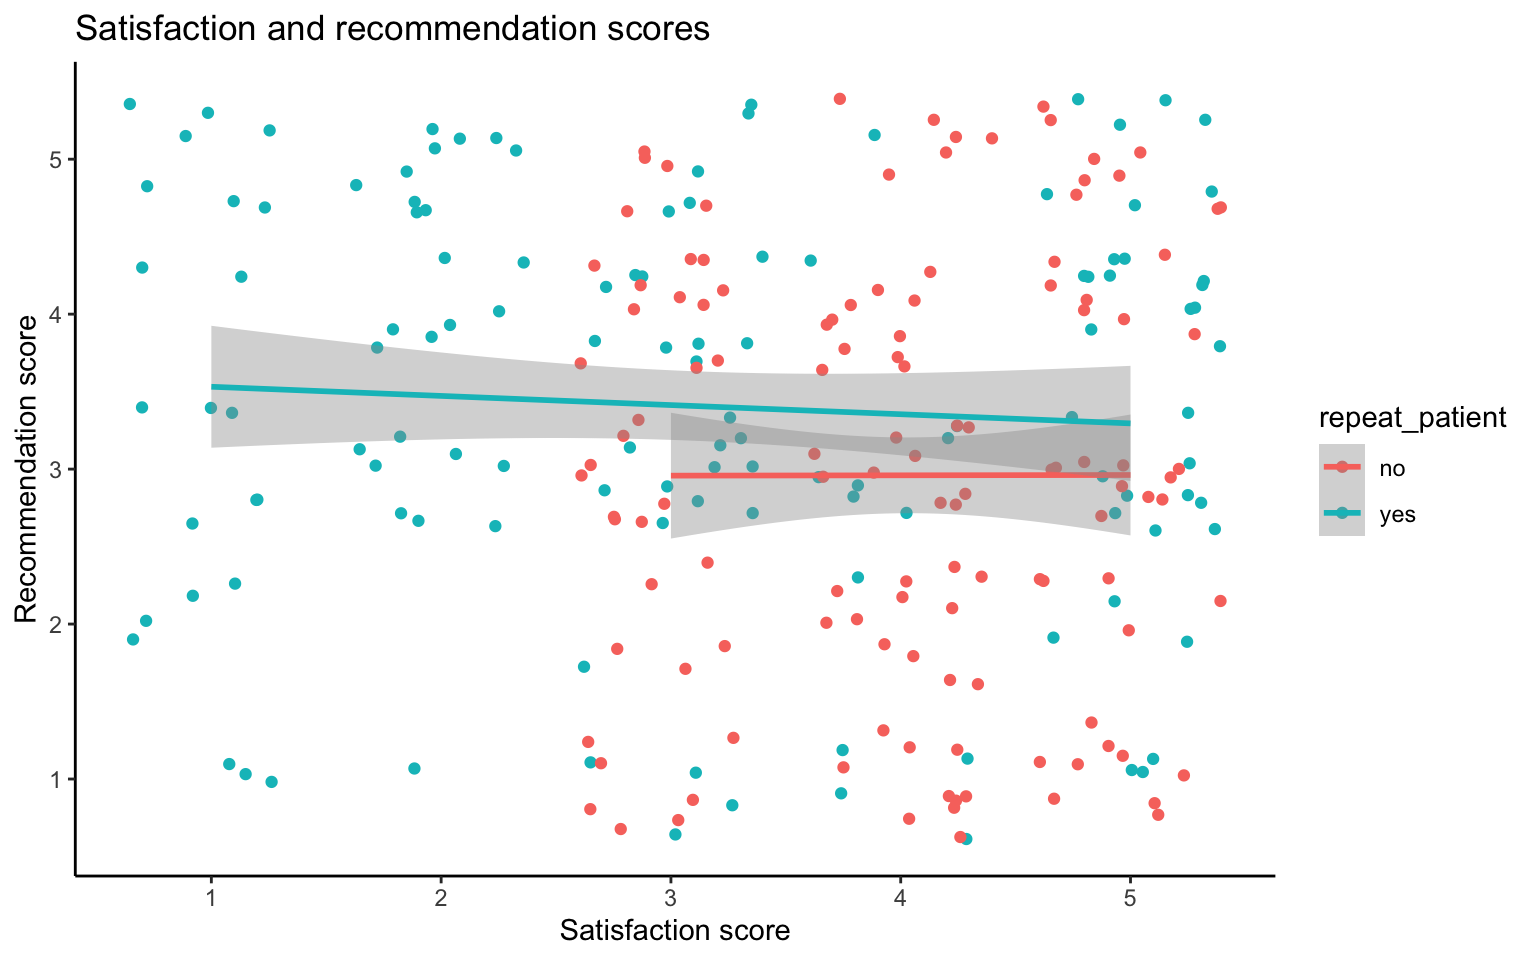 Satisfaction and recommendation scores
Recommendation score
5
4
3
2
1
1 2 3 4 5
Satisfaction score
repeat_patient
no
yes